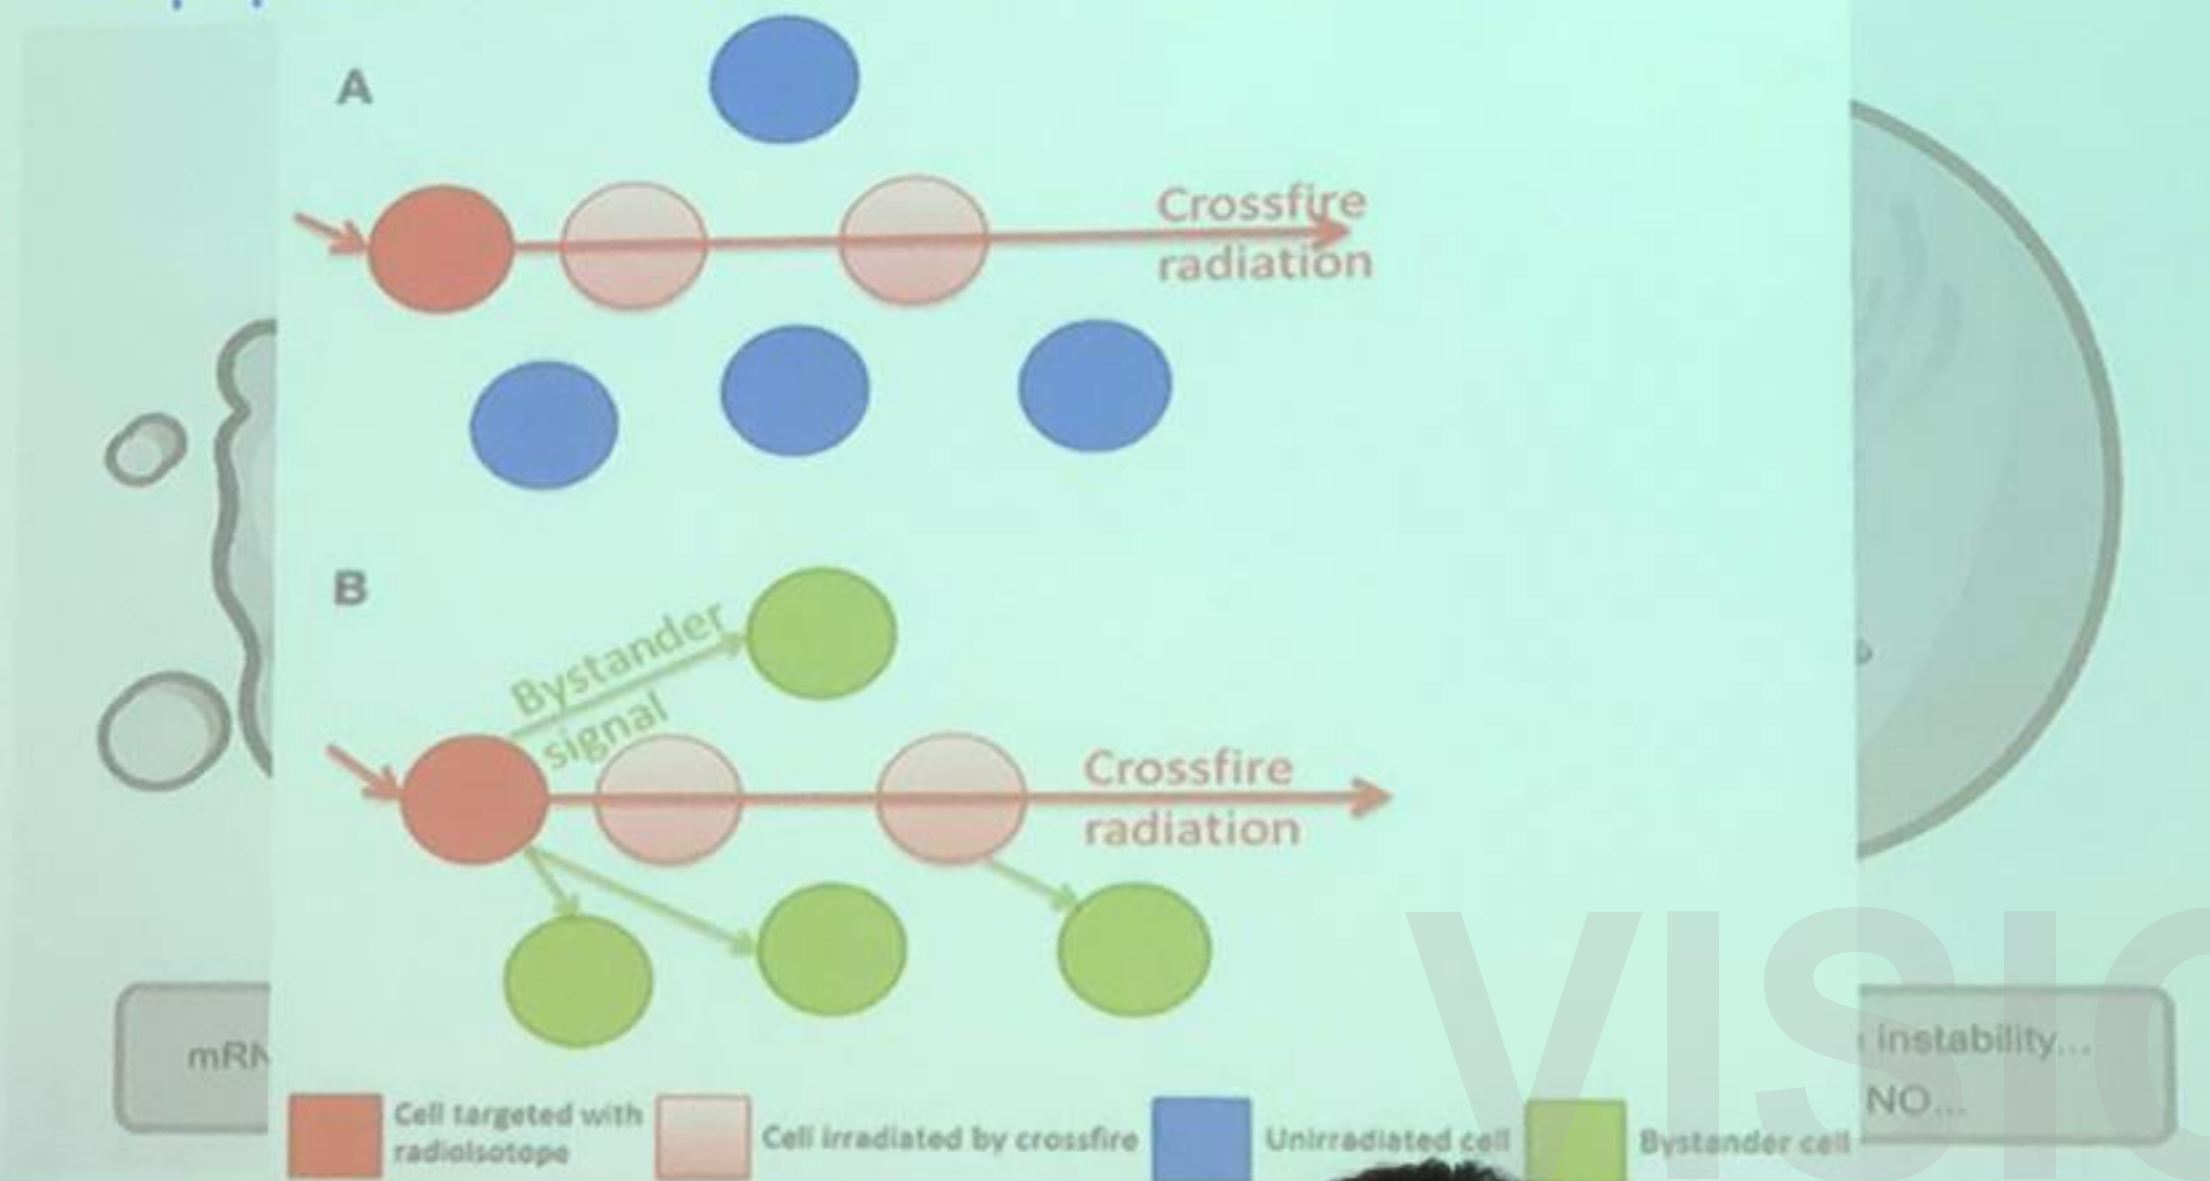 A
Crossfire
radiation
B
Bystander
signal
Crossfire
radiation
mRN
instability...
NO...
Cell targeted with
radioisotope
Cell irradiated by crossfire
Unirradiated cell
Bystander cell
VISIO